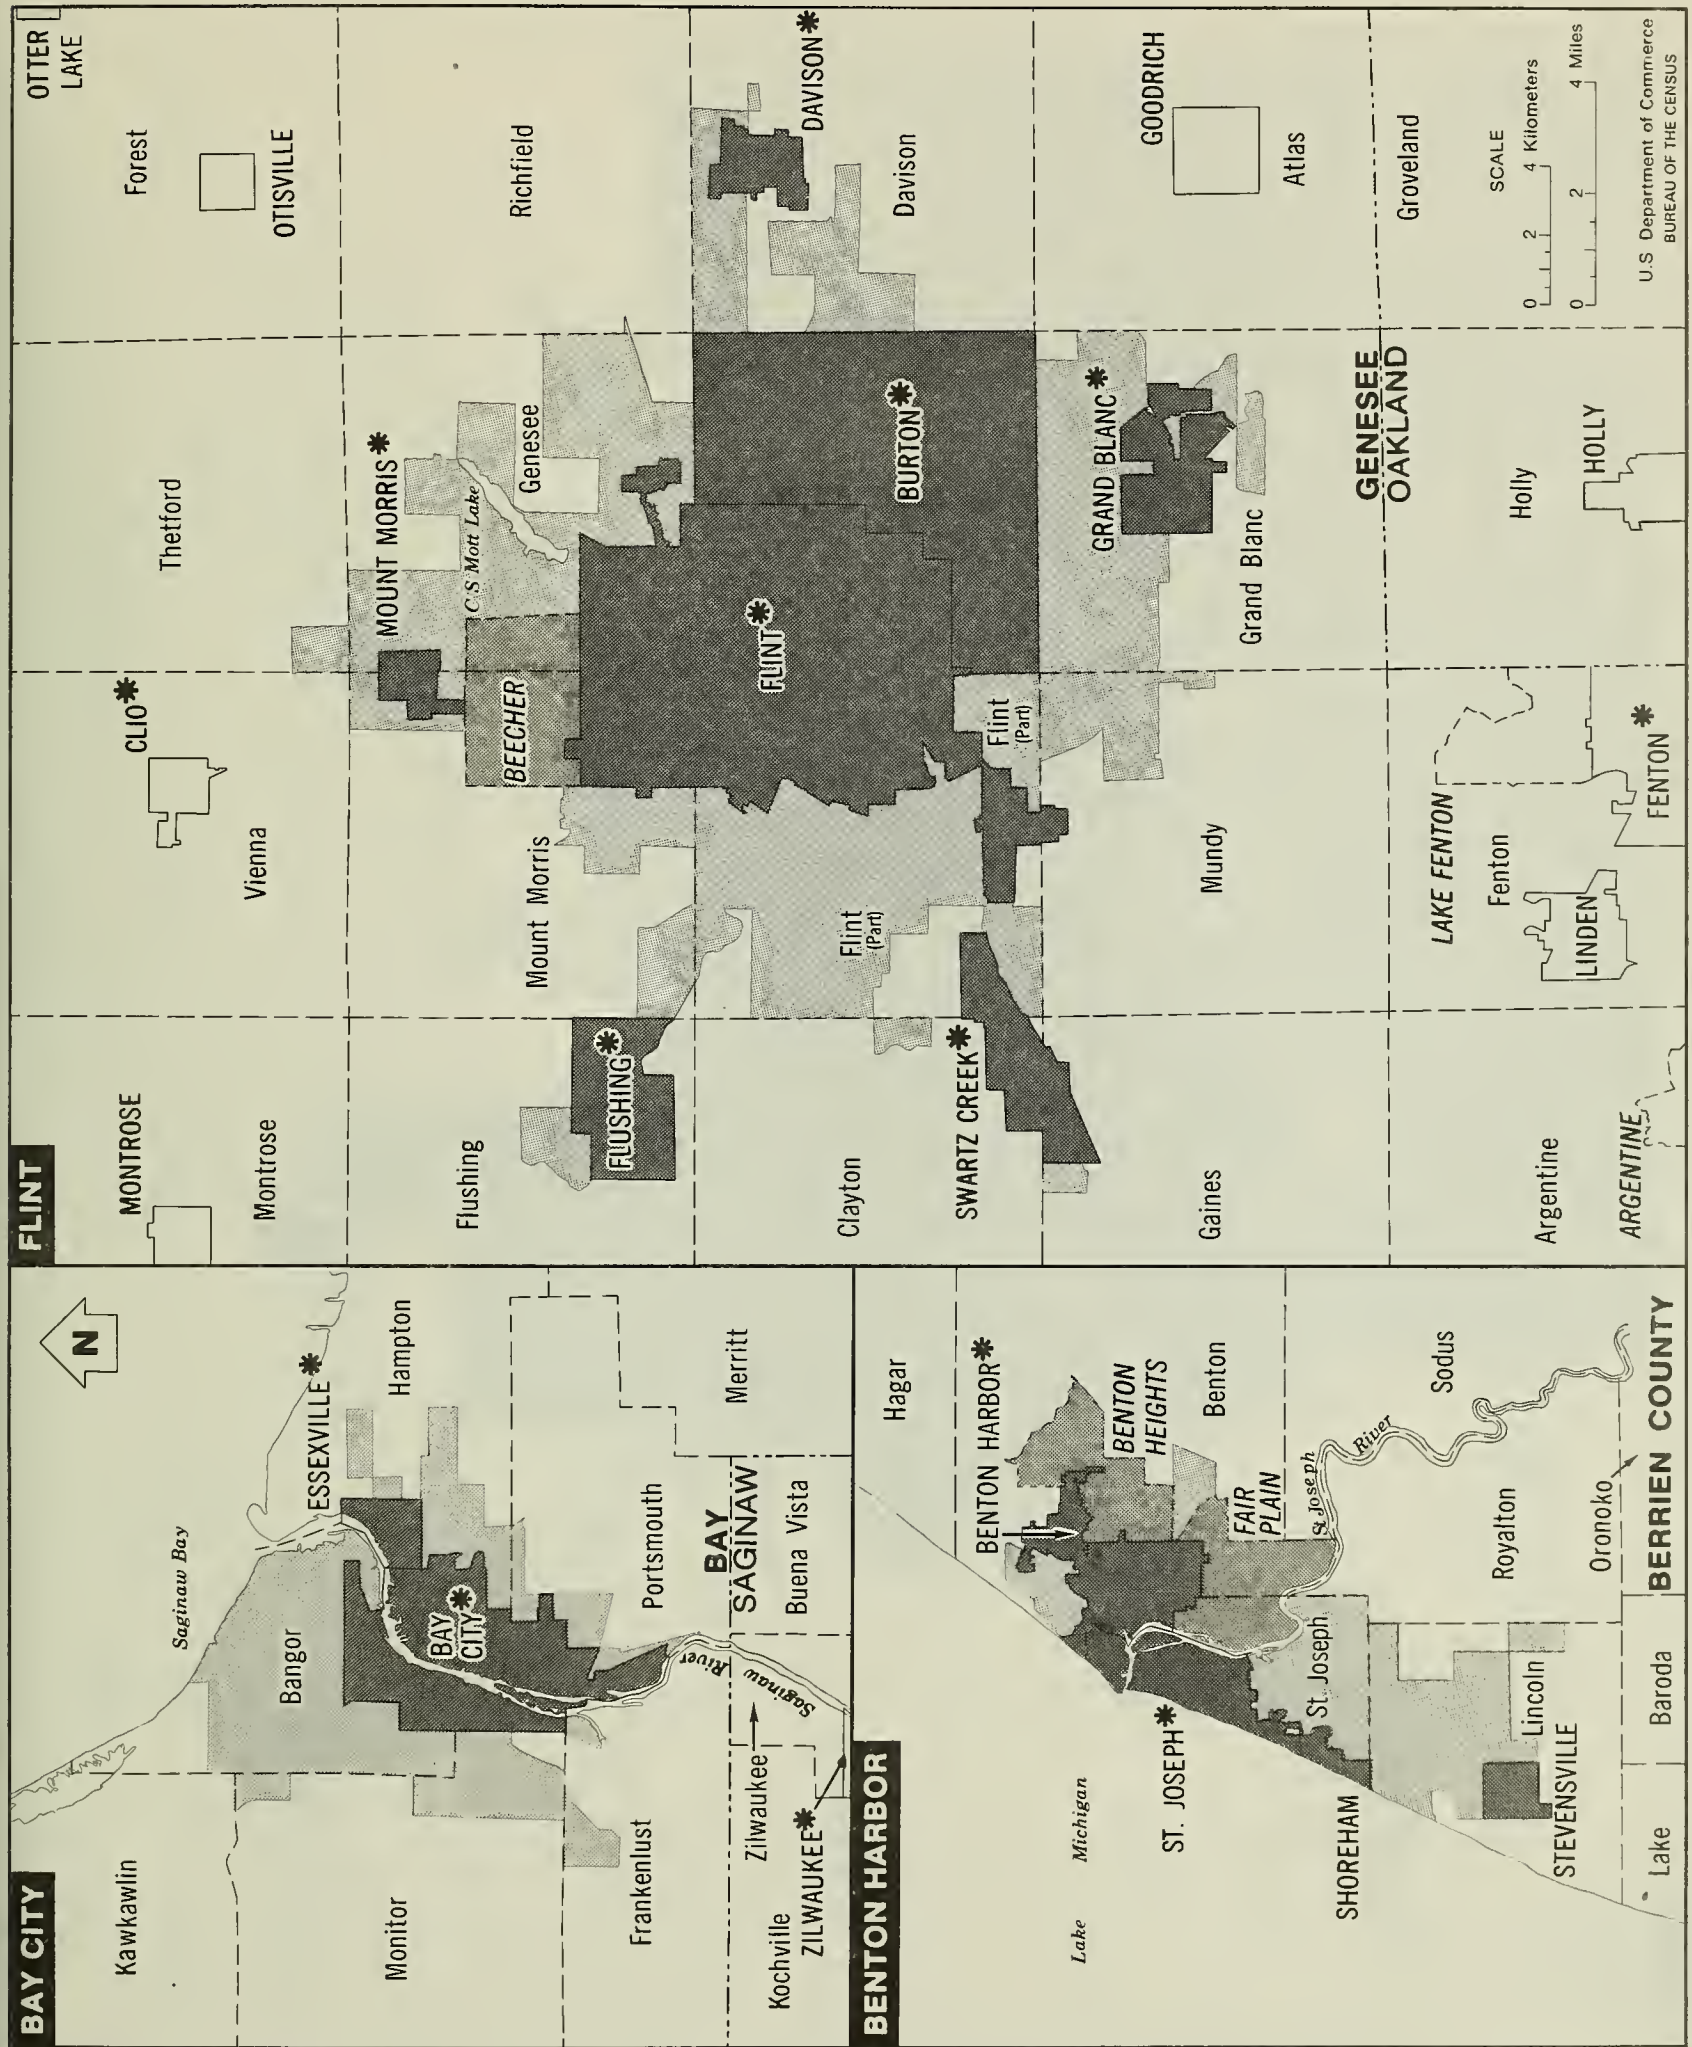 BAY CITY
N
Kawkawlin
Saginaw Bay
Bangor
ESSEXVILLE*
Hampton
Monitor
BAY
CITY*
Frankenlust
Portsmouth
Merritt
Saginaw River
BAY
SAGINAW
Zilwaukee
Kochville
ZILWAUKEE*
Buena Vista
BENTON HARBOR
Hagar
BENTON HARBOR*
BENTON
HEIGHTS
Benton
Lake Michigan
ST. JOSEPH*
FAIR
PLAIN
St Joseph River
St. Joseph
SHOREHAM
Sodus
Royalton
Lincoln
STEVENSVILLE
Oronoko
Lake
Baroda
BERRIEN COUNTY
FLINT
MONTROSE
Montrose
CLIO*
Vienna
Thetford
Forest
OTISVILLE
OTTER
LAKE
Flushing
FLUSHING*
Mount Morris
MOUNT MORRIS*
BEECHER
C S Mott Lake
Genesee
Richfield
Clayton
Flint
(Part)
FLINT*
BURTON*
DAVISON*
Davison
SWARTZ CREEK*
Flint
(Part)
Gaines
Mundy
GRAND BLANC*
Grand Blanc
GOODRICH
Atlas
GENESEE
OAKLAND
Argentine
ARGENTINE
LAKE FENTON
Fenton
LINDEN
FENTON*
Holly
HOLLY
Groveland
SCALE
0 2 4 Kilometers
0 2 4 Miles
U.S Department of Commerce
BUREAU OF THE CENSUS